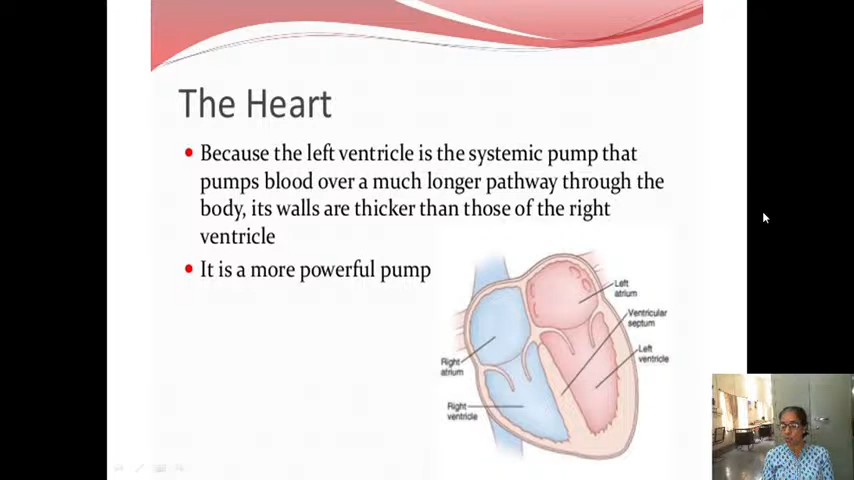 The Heart
Because the left ventricle is the systemic pump that
pumps blood over a much longer pathway through the
body, its walls are thicker than those of the right
ventricle
It is a more powerful pump
Left
atrium
Ventricular
septum
Left
ventricle
Right
atrium
Right
ventricle